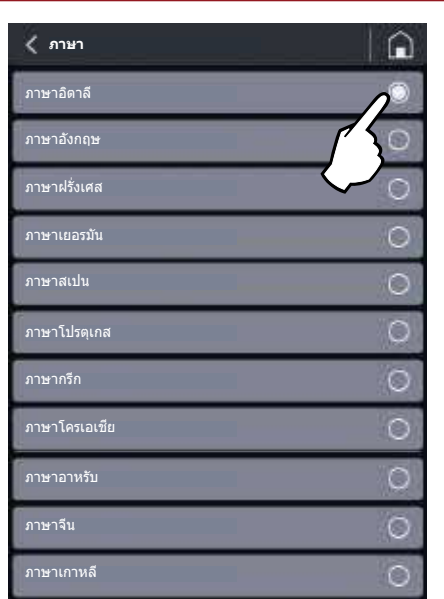 ภาษา
ภาษาอิตาลี
ภาษาอังกฤษ
ภาษาฝรั่งเศส
ภาษาเยอรมัน
ภาษาสเปน
ภาษาโปรตุเกส
ภาษากรีก
ภาษาโครเอเชีย
ภาษาอาหรับ
ภาษาจีน
ภาษาเกาหลี